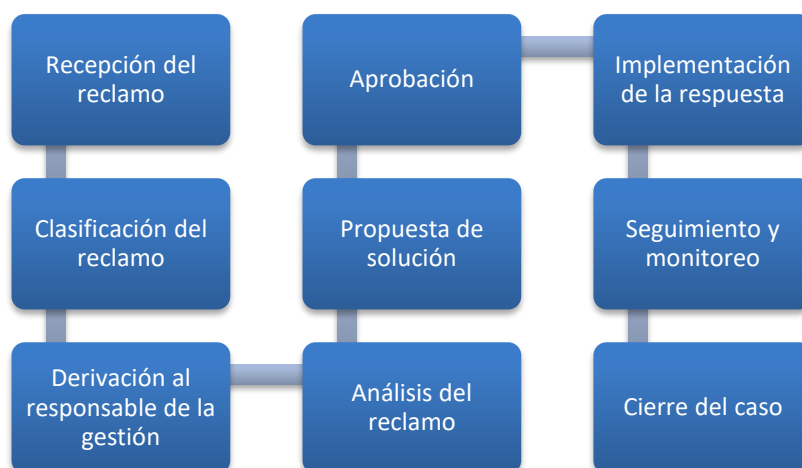 Recepción del
reclamo
Clasificación del
reclamo
Derivación al
responsable de la
gestión
Análisis del
reclamo
Propuesta de
solución
Aprobación
Implementación
de la respuesta
Seguimiento y
monitoreo
Cierre del caso